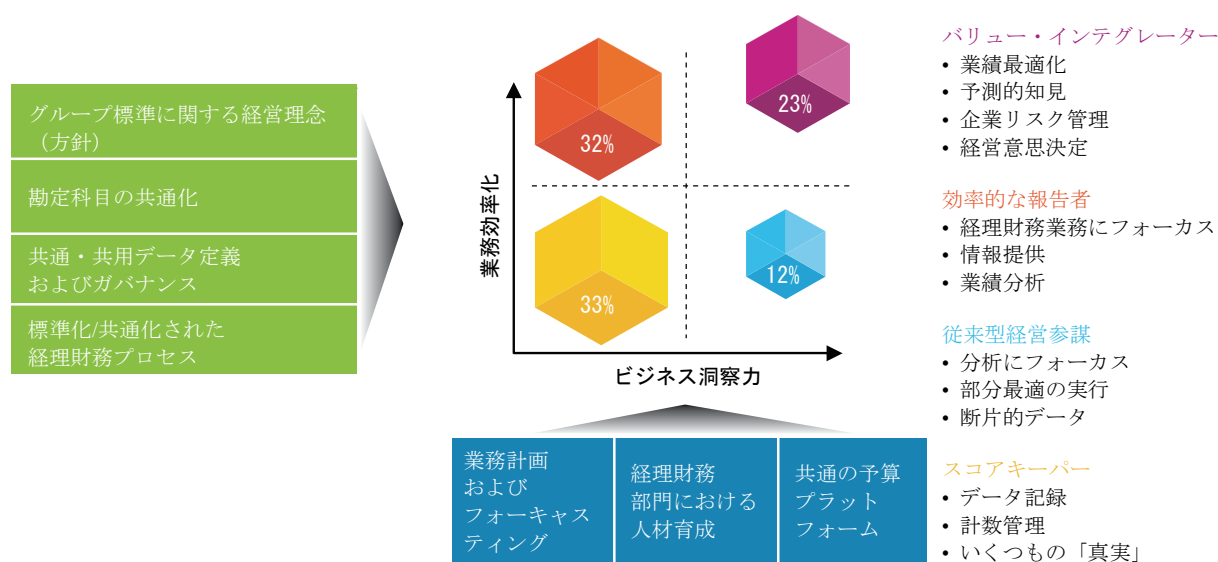 グループ標準に関する経営理念
（方針）
勘定科目の共通化
共通・共用データ定義
およびガバナンス
標準化/共通化された
経理財務プロセス
業務効率化
32%
23%
33%
12%
ビジネス洞察力
業務計画
および
フォーキャス
ティング
経理財務
部門における
人材育成
共通の予算
プラット
フォーム
バリュー・インテグレーター
• 業績最適化
• 予測的知見
• 企業リスク管理
• 経営意思決定
効率的な報告者
• 経理財務業務にフォーカス
• 情報提供
• 業績分析
従来型経営参謀
• 分析にフォーカス
• 部分最適の実行
• 断片的データ
スコアキーパー
• データ記録
• 計数管理
• いくつもの「真実」